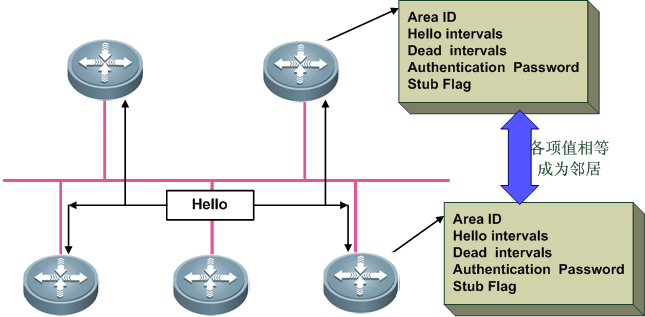 Area ID
Hello intervals
Dead intervals
Authentication Password
Stub Flag
各项值相等
成为邻居
Hello
Area ID
Hello intervals
Dead intervals
Authentication Password
Stub Flag